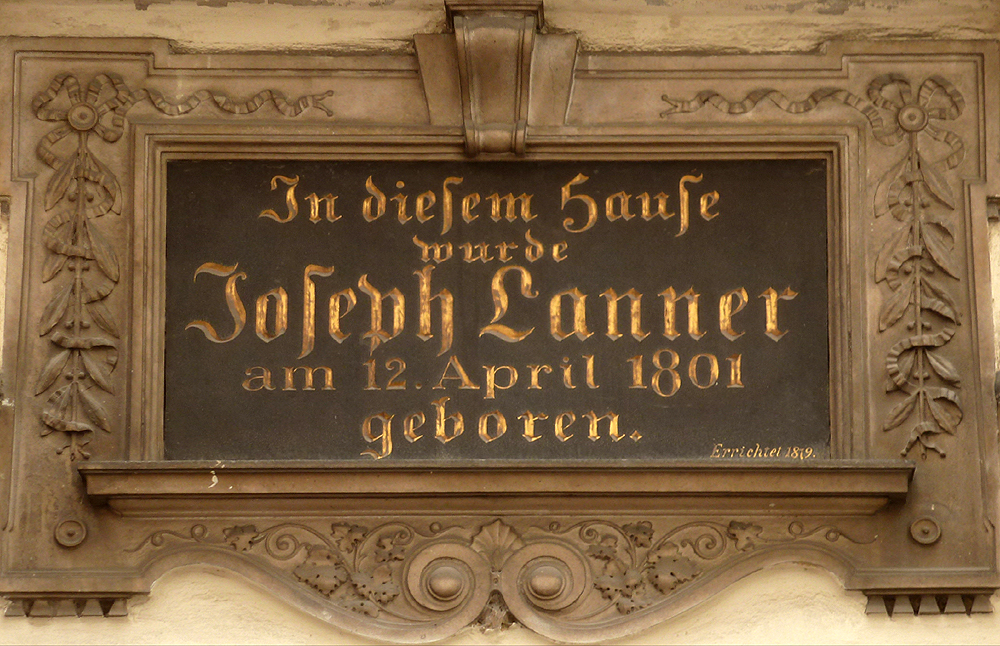 In diesem Hause
wurde
Joseph Lanner
am 12. April 1801
geboren.
Errichtet 1879.